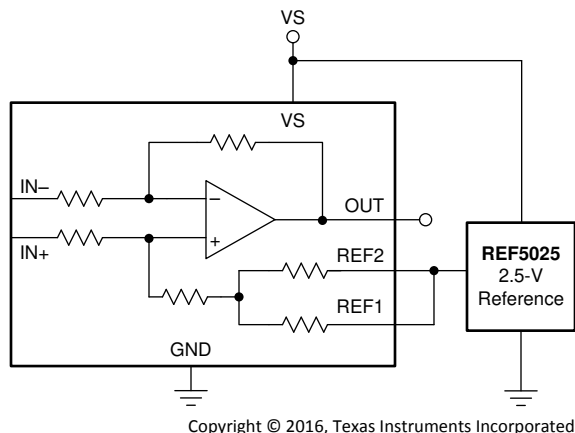 VS
VS
IN–
–
OUT
+
IN+
REF2
REF1
REF5025
2.5-V
Reference
GND
Copyright © 2016, Texas Instruments Incorporated